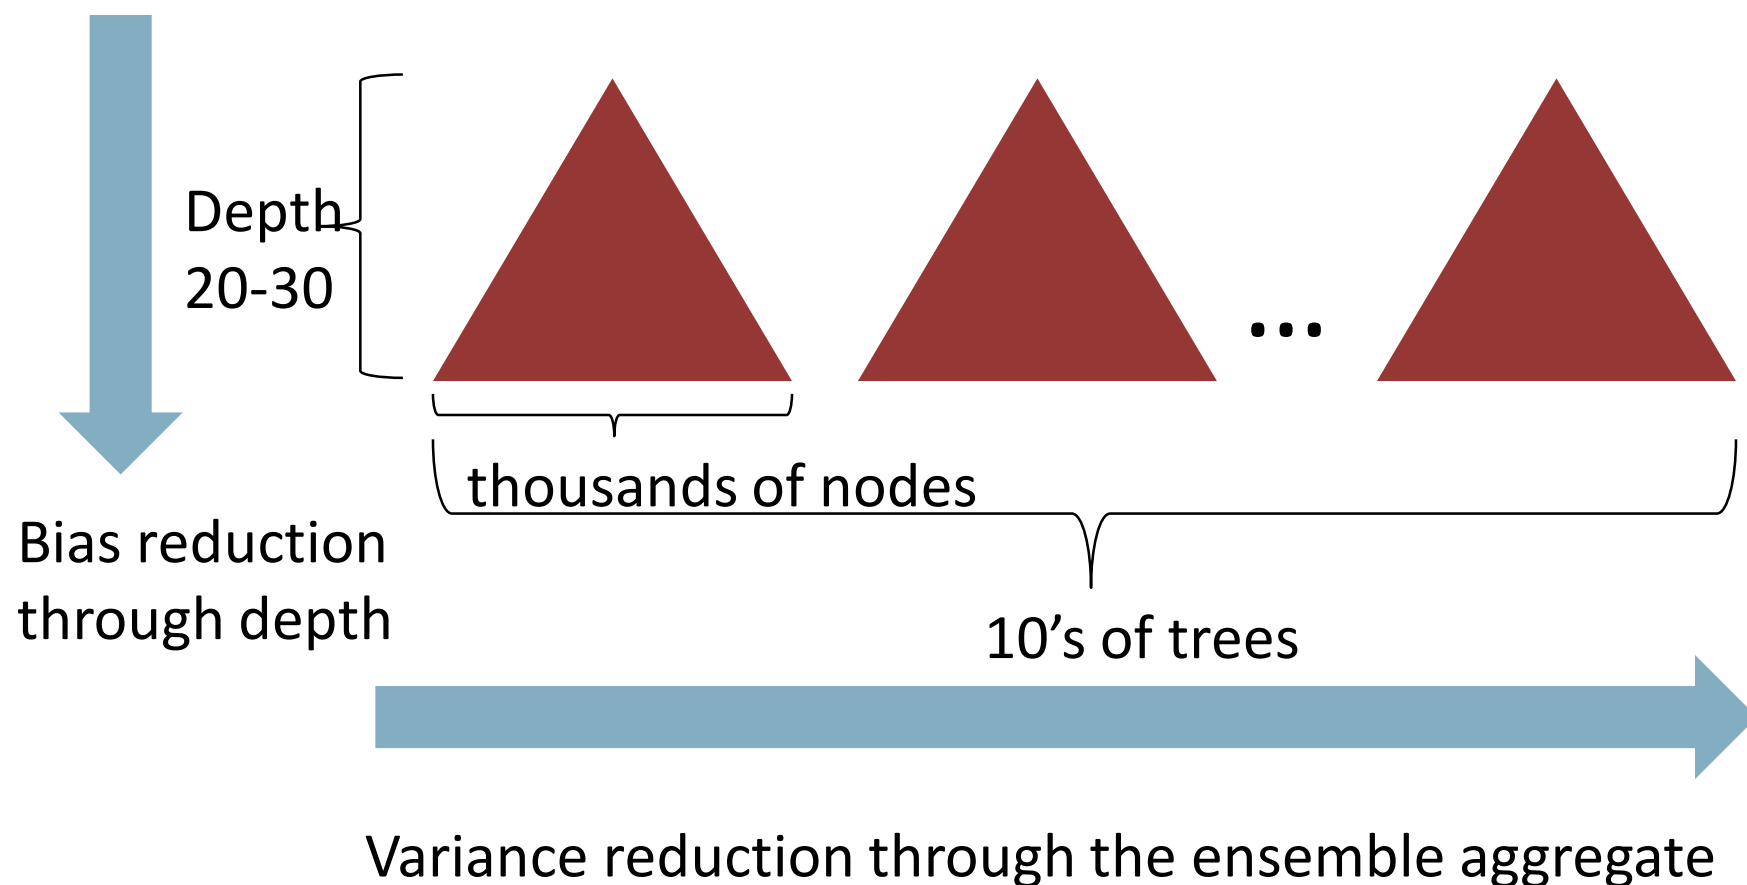 Depth
20-30
...
thousands of nodes
Bias reduction
through depth
10’s of trees
Variance reduction through the ensemble aggregate